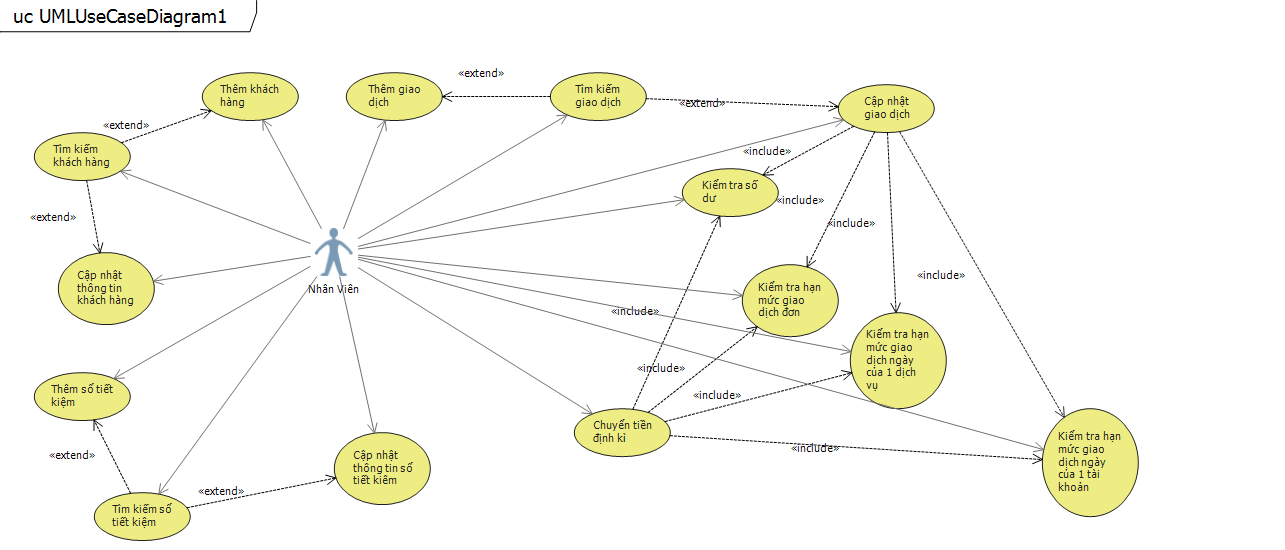 uc UMLUseCaseDiagram1
«extend»
Thêm khách
hàng
Thêm giao
dịch
Tìm kiếm
giao dịch
«extend»
Cập nhật
giao dịch
«extend»
Tìm kiếm
khách hàng
«include»
Kiểm tra số
dư
«include»
«extend»
«include»
Cập nhật
thông tin
khách hàng
Nhân Viên
«include»
Kiểm tra hạn
mức giao
dịch đơn
«include»
Kiểm tra hạn
mức giao
dịch ngày
của 1 dịch
vụ
«include»
Thêm sổ tiết
kiệm
«include»
Chuyển tiền
định kì
«extend»
Cập nhật
thông tin sổ
tiết kiêm
«include»
Kiểm tra hạn
mức giao
dịch ngày
của 1 tài
khoản
«extend»
Tìm kiếm sổ
tiết kiệm